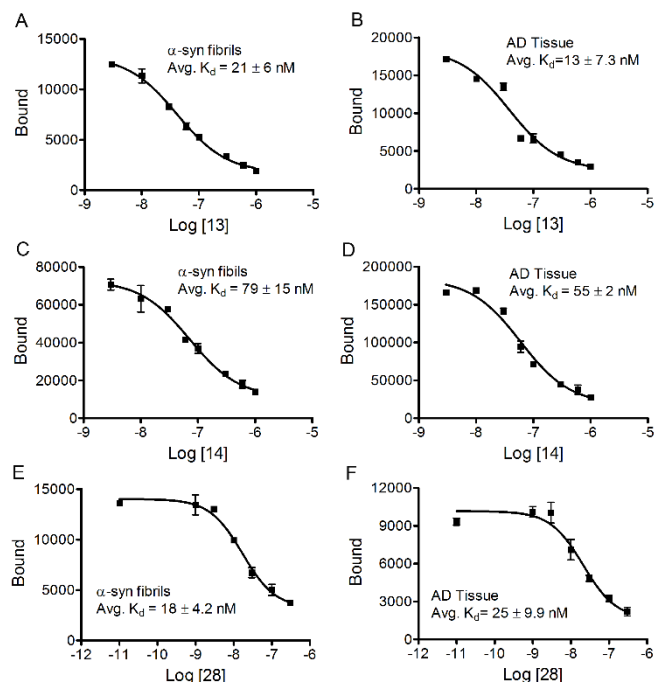 A
α-syn fibrils
Avg. Kd = 21 ± 6 nM
15000
10000
5000
0
Bound
-9 -8 -7 -6 -5
Log [13]
B
AD Tissue
Avg. Kd=13 ± 7.3 nM
20000
15000
10000
5000
0
Bound
-9 -8 -7 -6 -5
Log [13]
C
α-syn fibils
Avg. Kd = 79 ± 15 nM
80000
60000
40000
20000
0
Bound
-9 -8 -7 -6 -5
Log [14]
D
AD Tissue
Avg. Kd = 55 ± 2 nM
200000
150000
100000
50000
0
Bound
-9 -8 -7 -6 -5
Log [14]
E
15000
10000
5000
0
Bound
α-syn fibrils
Avg. Kd = 18 ± 4.2 nM
-12 -11 -10 -9 -8 -7 -6
Log [28]
F
12000
9000
6000
3000
0
Bound
AD Tissue
Avg. Kd = 25 ± 9.9 nM
-12 -11 -10 -9 -8 -7 -6
Log [28]